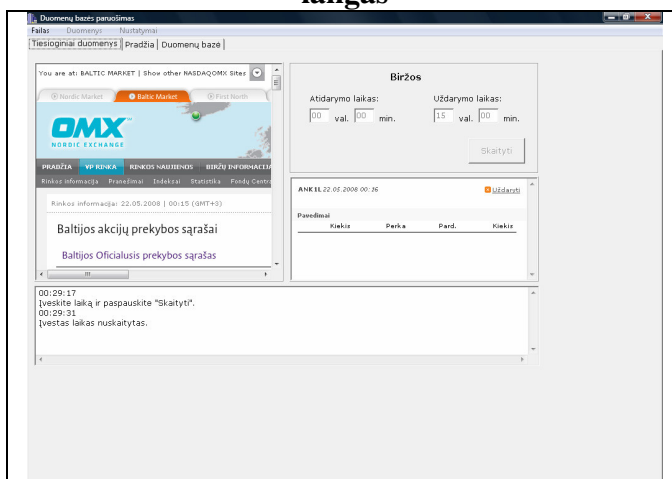 langas
Duomenų bazės paruošimas
Failas Duomenys Nustatymai
Tiesioginiai duomenys Pradžia Duomenų bazė
You are at: BALTIC MARKET | Show other NASDAQOMX Sites
Nordic Market Baltic Market First North
OMX
NORDIC EXCHANGE
PRADŽIA VP RINKA RINKOS NAUJIENOS BIRŽŲ INFORMACIJA
Rinkos informacija Pranešimai Indeksai Statistika Fondų Centr
Rinkos informacija: 22.05.2008 | 00:15 (GMT+3)
Baltijos akcijų prekybos sąrašai
Baltijos Oficialusis prekybos sąrašas
Biržos
Atidarymo laikas: Uždarymo laikas:
00 val. 00 min. 15 val. 00 min.
Skaityti
ANK1L 22.05.2008 00:16 Uždaryti
Pavedimai
Kiekis Perka Pard. Kiekis
00:29:17
Įveskite laiką ir paspauskite "Skaityti".
00:29:31
Įvestas laikas nuskaitytas.